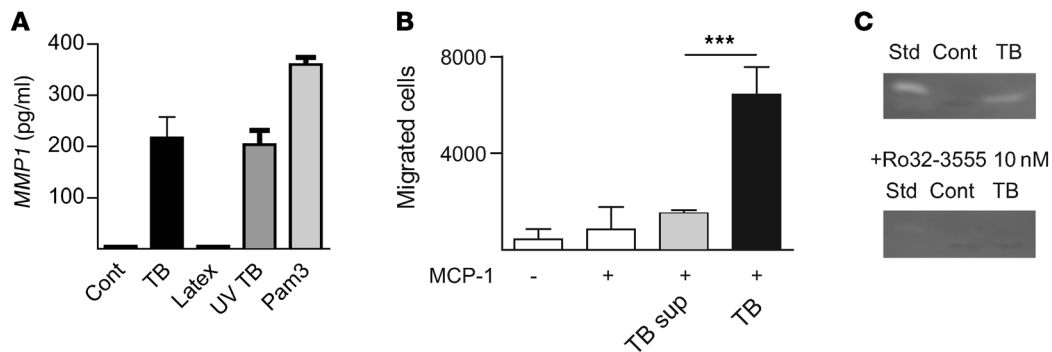 A
MMP1 (pg/ml)
400
300
200
100
Cont
TB
Latex
UV TB
Pam3
B
Migrated cells
8000
4000
***
MCP-1 - + + +
TB sup
TB
C
Std Cont TB
+Ro32-3555 10 nM
Std Cont TB